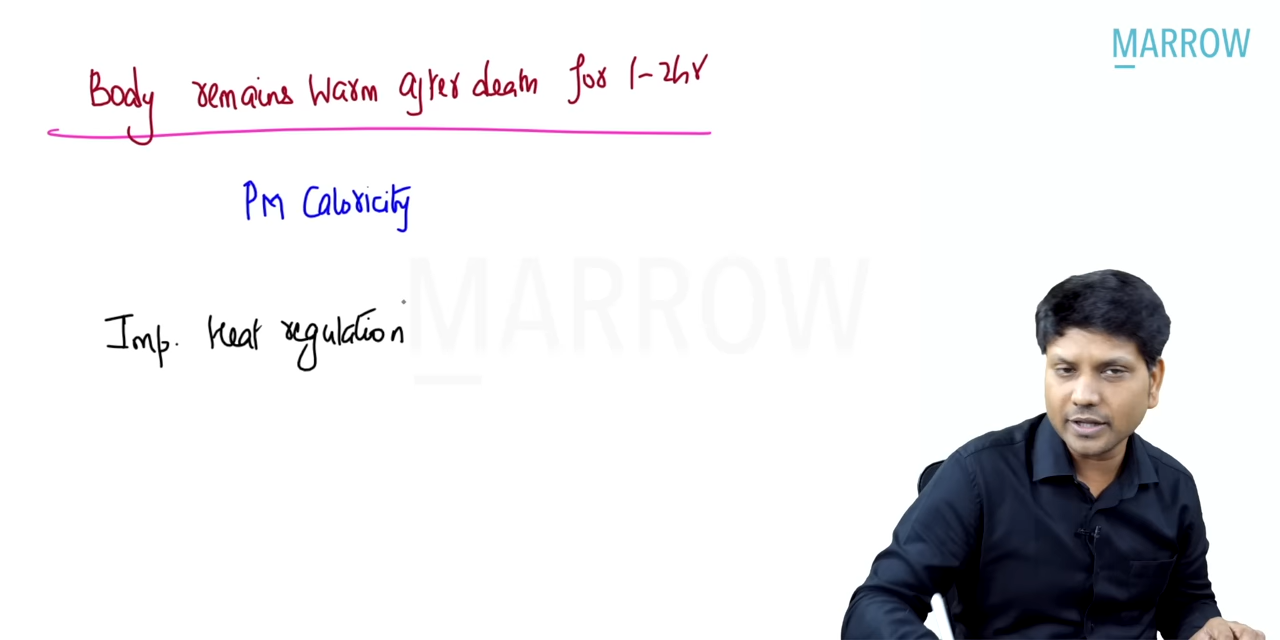 MARROW
Body remains warm after death for 1-2hr
PM Caloricity
MARROW
Imp. Heat regulation